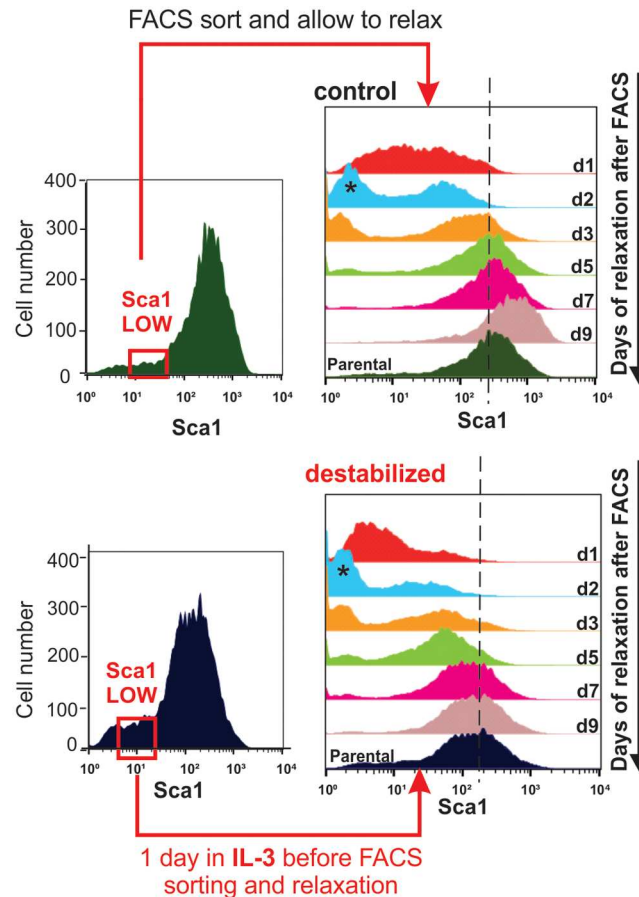 FACS sort and allow to relax
control
400
300
200
100
0
Cell number
Sca1
LOW
10⁰ 10¹ 10² 10³ 10⁴
Sca1
d1
*
d2
d3
d5
d7
d9
Parental
10⁰ 10¹ 10² 10³ 10⁴
Sca1
Days of relaxation after FACS
destabilized
400
300
200
100
0
Cell number
Sca1
LOW
10⁰ 10¹ 10² 10³ 10⁴
Sca1
d1
*
d2
d3
d5
d7
d9
Parental
10⁰ 10¹ 10² 10³ 10⁴
Sca1
Days of relaxation after FACS
1 day in IL-3 before FACS
sorting and relaxation